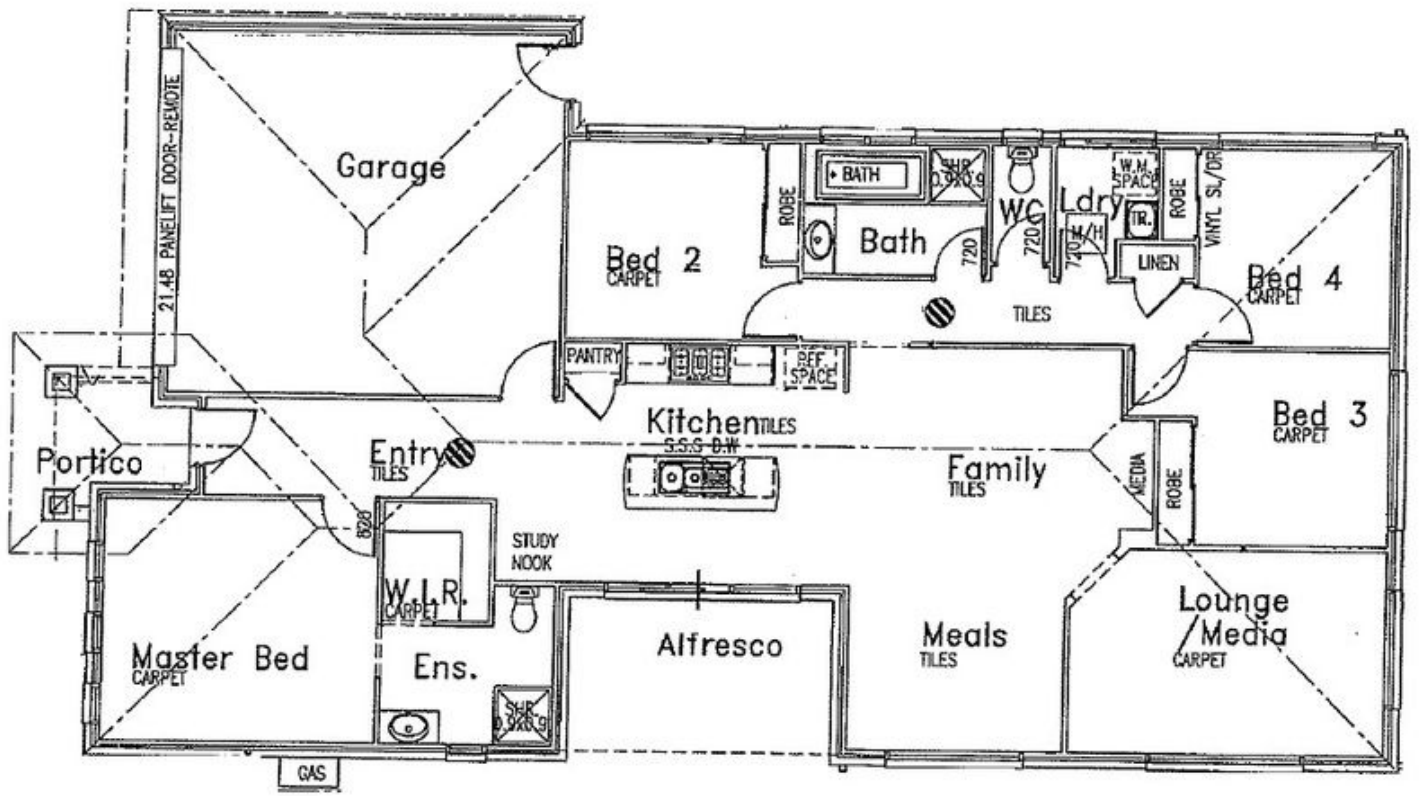 21.48 PANELIFT DOOR-REMOTE
Garage
Bed 2
CARPET
ROBE
BATH
SHR.
0.9x0.9
Bath
720
WC
720
Ldry
W.M.
SPACE
TR.
M/H
720
ROBE
VINYL SL/DR
LINEN
Bed 4
CARPET
TILES
PANTRY
REF.
SPACE
Portico
Entry
TILES
Kitchen TILES
S.S.S D.W
Family
TILES
MEDIA
ROBE
Bed 3
CARPET
828
STUDY
NOOK
W.I.R.
CARPET
Master Bed
CARPET
Ens.
SHR.
0.9x0.9
Alfresco
Meals
TILES
Lounge
/ Media
CARPET
GAS